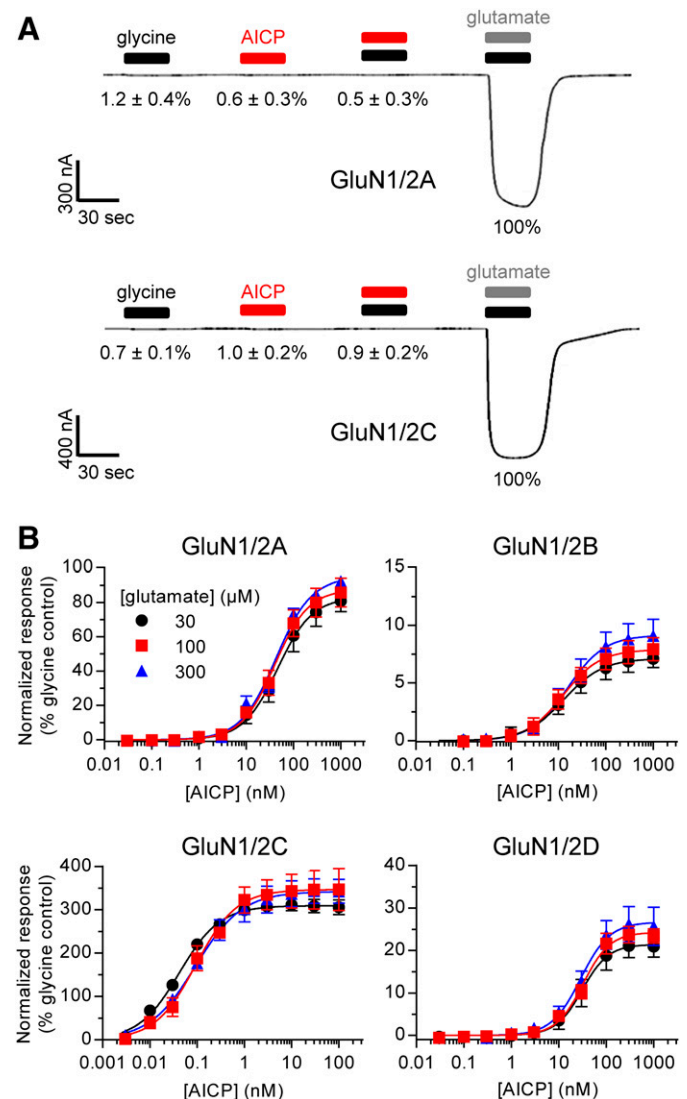 A
glycine AICP glutamate
1.2 ± 0.4% 0.6 ± 0.3% 0.5 ± 0.3%
300 nA
30 sec
GluN1/2A
100%
glycine AICP glutamate
0.7 ± 0.1% 1.0 ± 0.2% 0.9 ± 0.2%
400 nA
30 sec
GluN1/2C
100%
B
GluN1/2A
Normalized response
(% glycine control)
100
80
60
40
20
0
[glutamate] (μM)
30
100
300
0.01 0.1 1 10 100 1000
[AICP] (nM)
GluN1/2B
15
10
5
0
0.01 0.1 1 10 100 1000
[AICP] (nM)
GluN1/2C
Normalized response
(% glycine control)
400
300
200
100
0
0.001 0.01 0.1 1 10 100
[AICP] (nM)
GluN1/2D
40
30
20
10
0
0.01 0.1 1 10 100 1000
[AICP] (nM)